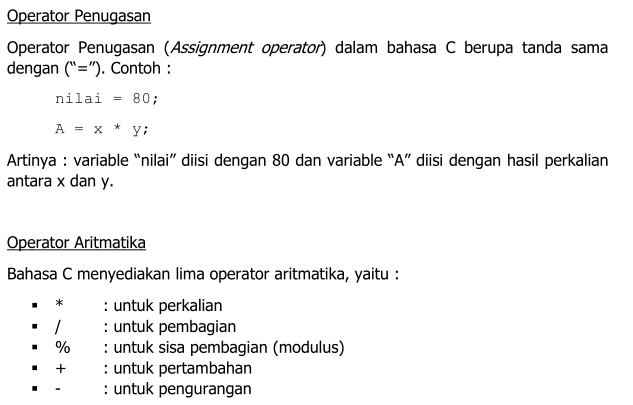 Operator Penugasan
Operator Penugasan (Assignment operator) dalam bahasa C berupa tanda sama
dengan (“=”). Contoh :
nilai = 80;
A = x * y;
Artinya : variable “nilai” diisi dengan 80 dan variable “A” diisi dengan hasil perkalian
antara x dan y.
Operator Aritmatika
Bahasa C menyediakan lima operator aritmatika, yaitu :
▪ * : untuk perkalian
▪ / : untuk pembagian
▪ % : untuk sisa pembagian (modulus)
▪ + : untuk pertambahan
▪ - : untuk pengurangan